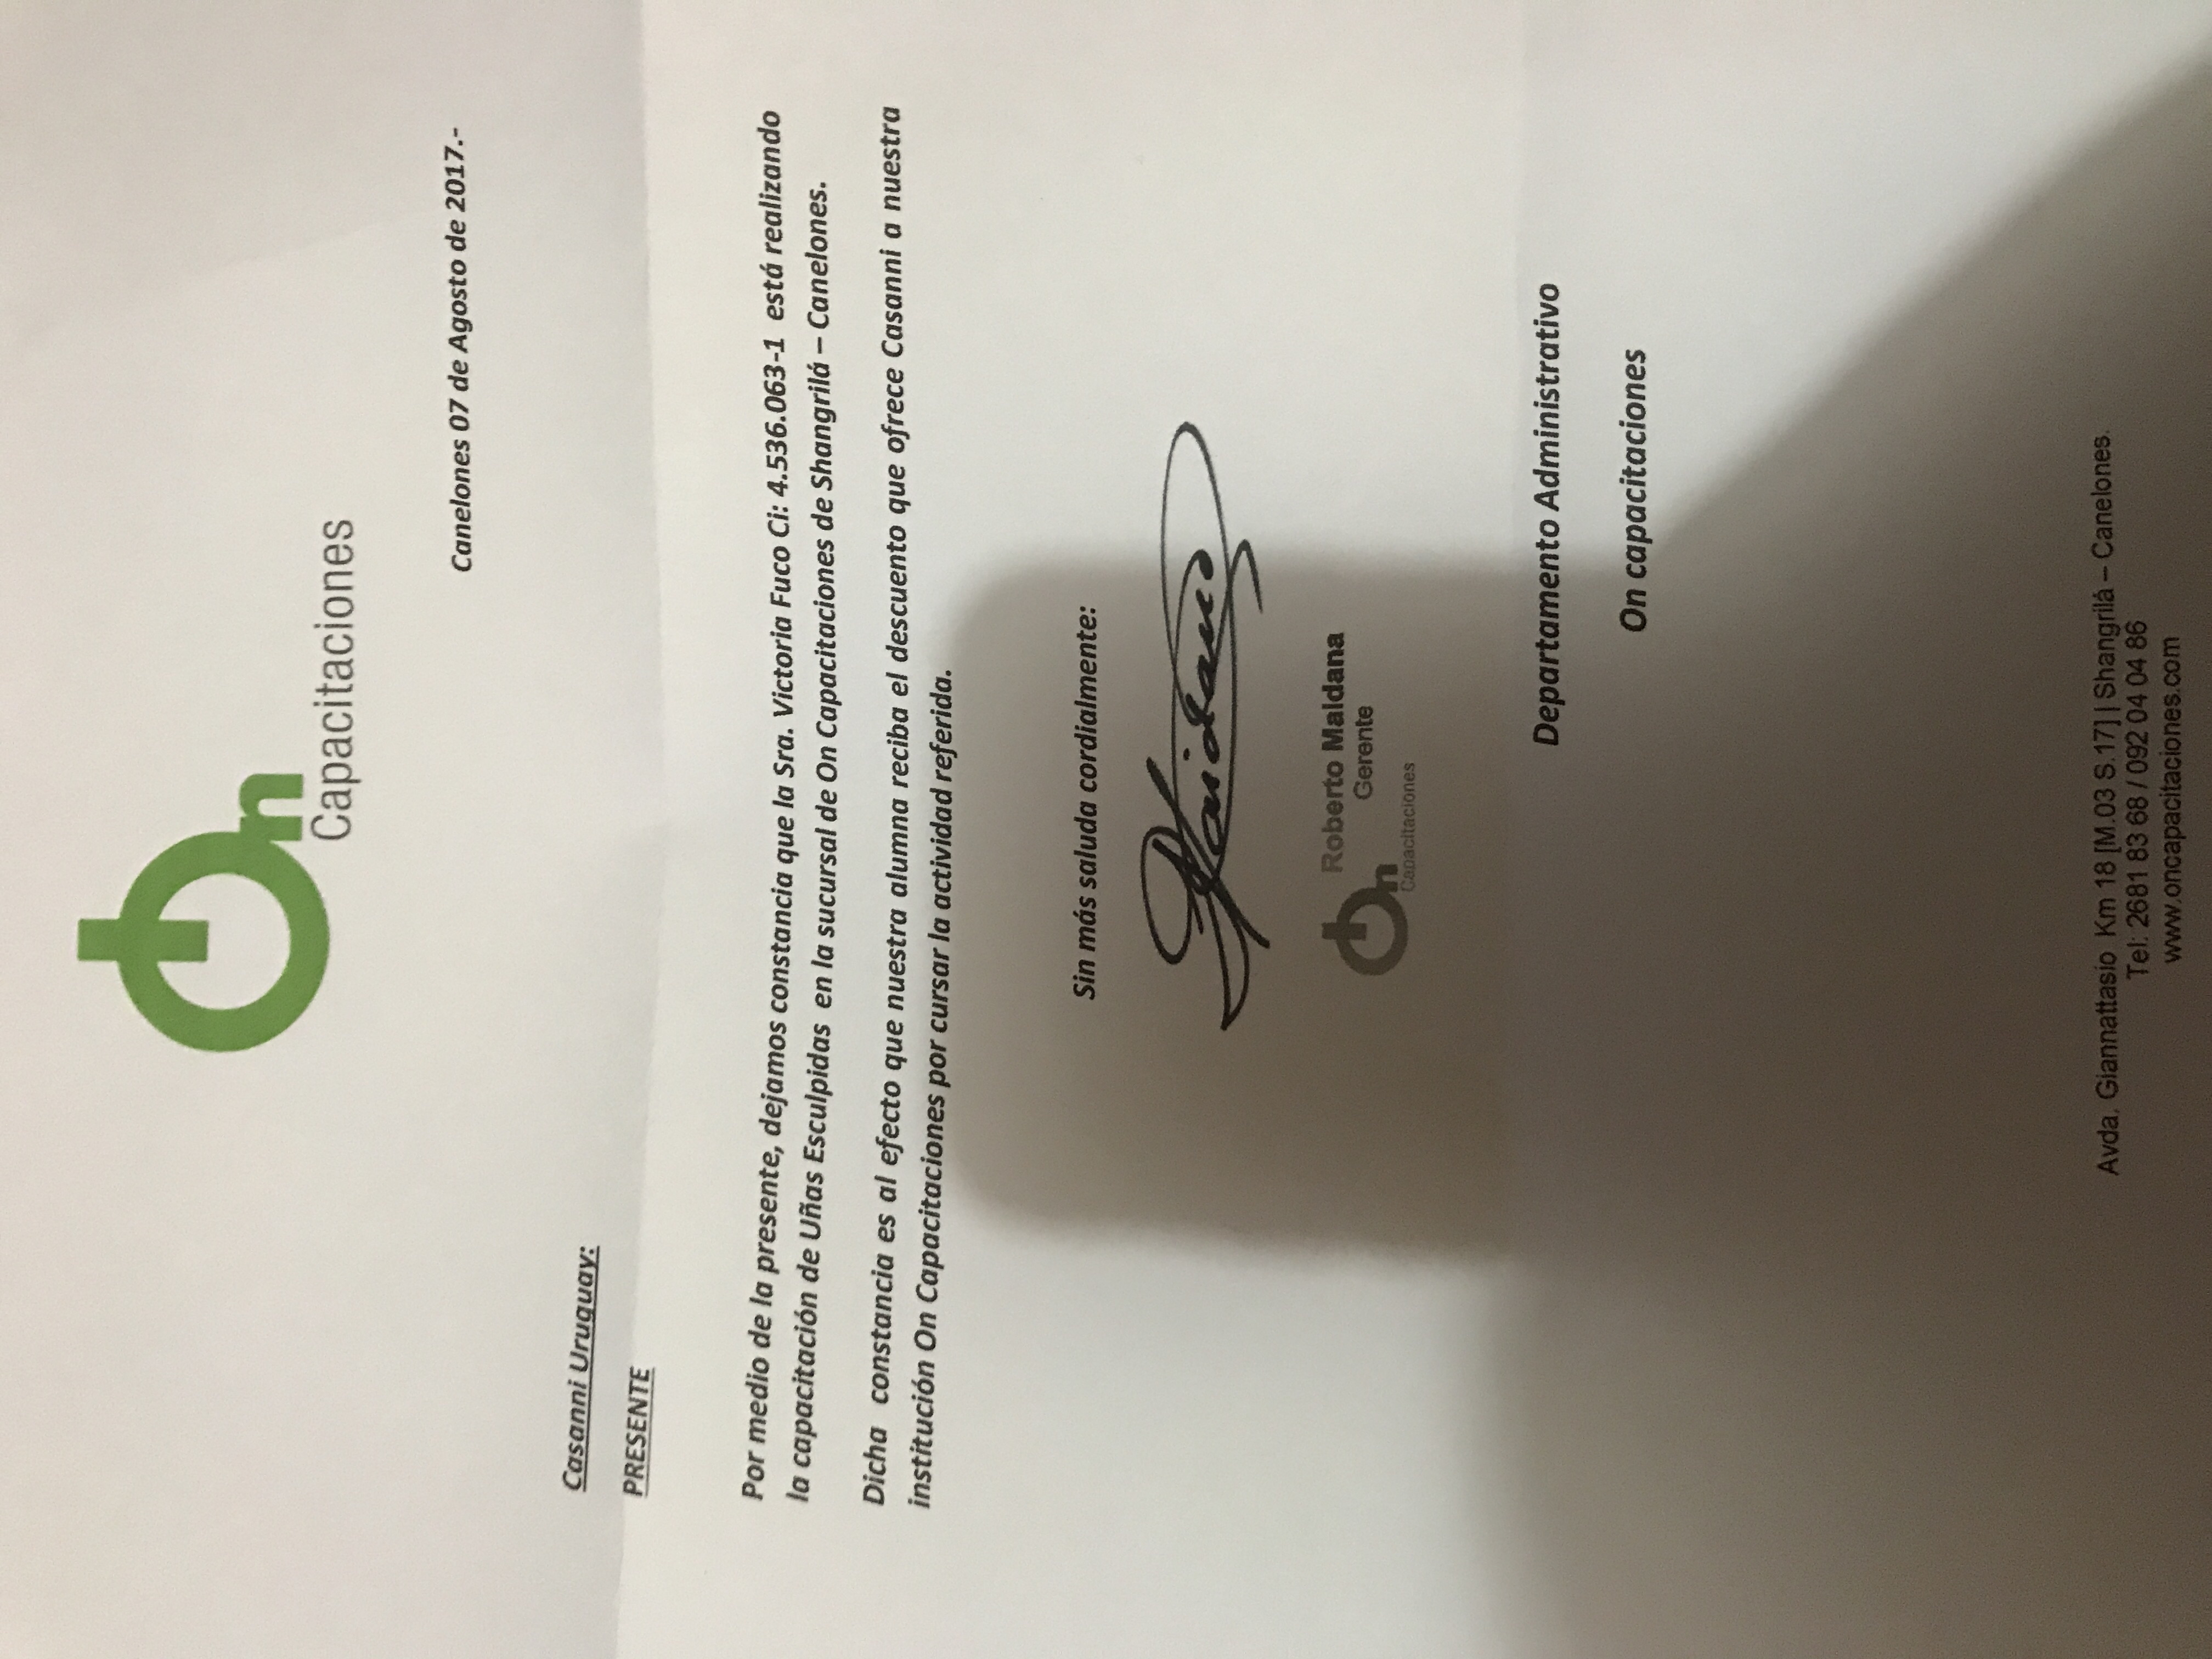 On
Capacitaciones
Canelones 07 de Agosto de 2017.-
Casanni Uruguay:
PRESENTE
Por medio de la presente, dejamos constancia que la Sra. Victoria Fuco Ci: 4.536.063-1 está realizando
la capacitación de Uñas Esculpidas en la sucursal de On Capacitaciones de Shangrilá – Canelones.
Dicha constancia es al efecto que nuestra alumna reciba el descuento que ofrece Casanni a nuestra
institución On Capacitaciones por cursar la actividad referida.
Sin más saluda cordialmente:
Roberto Maldana
Gerente
On
Capacitaciones
Departamento Administrativo
On capacitaciones
Avda. Giannattasio Km 18 [M.03 S.17] | Shangrilá – Canelones.
Tel: 2681 83 68 / 092 04 04 86
www.oncapacitaciones.com